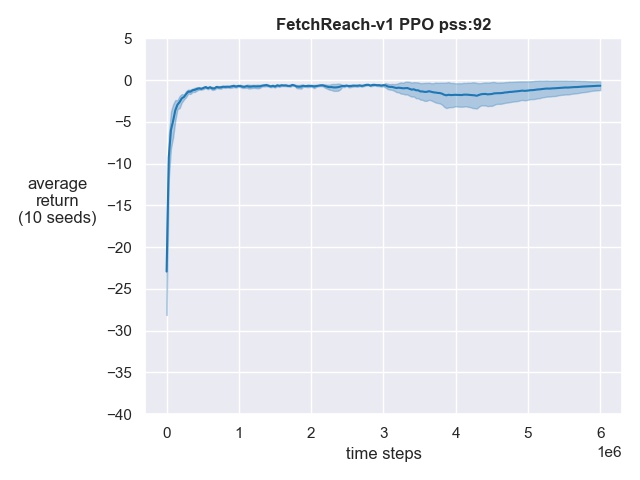 FetchReach-v1 PPO pss:92
5
0
−5
−10
−15
−20
−25
−30
−35
−40
average
return
(10 seeds)
0 1 2 3 4 5 6
1e6
time steps